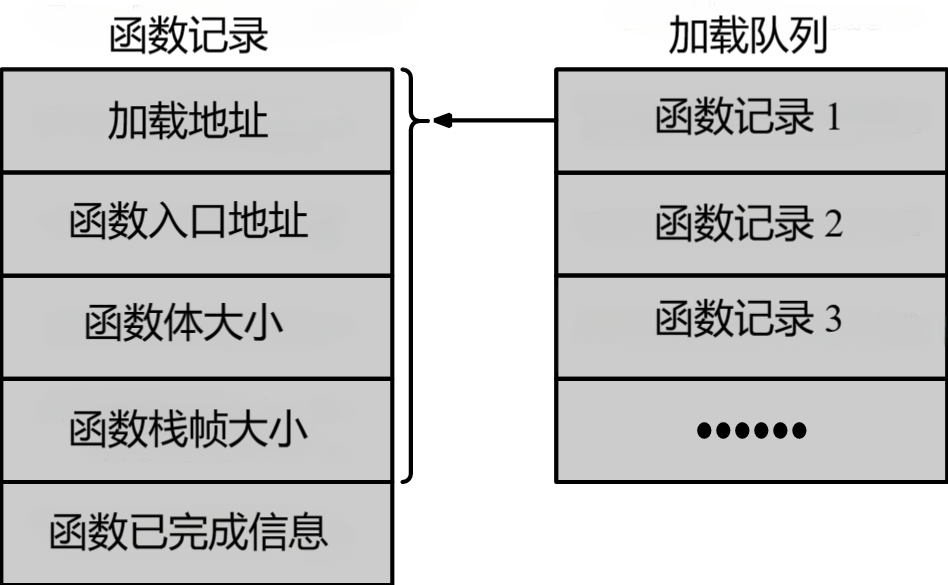 函数记录
加载地址
函数入口地址
函数体大小
函数栈帧大小
函数已完成信息
加载队列
函数记录 1
函数记录 2
函数记录 3
••••••